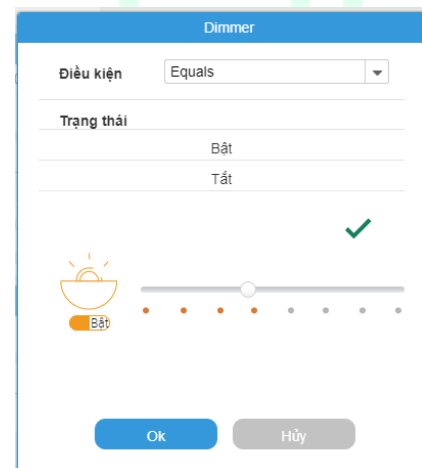 Dimmer
Điều kiện Equals
Trạng thái
Bật
Tắt
Bật
Ok Hủy